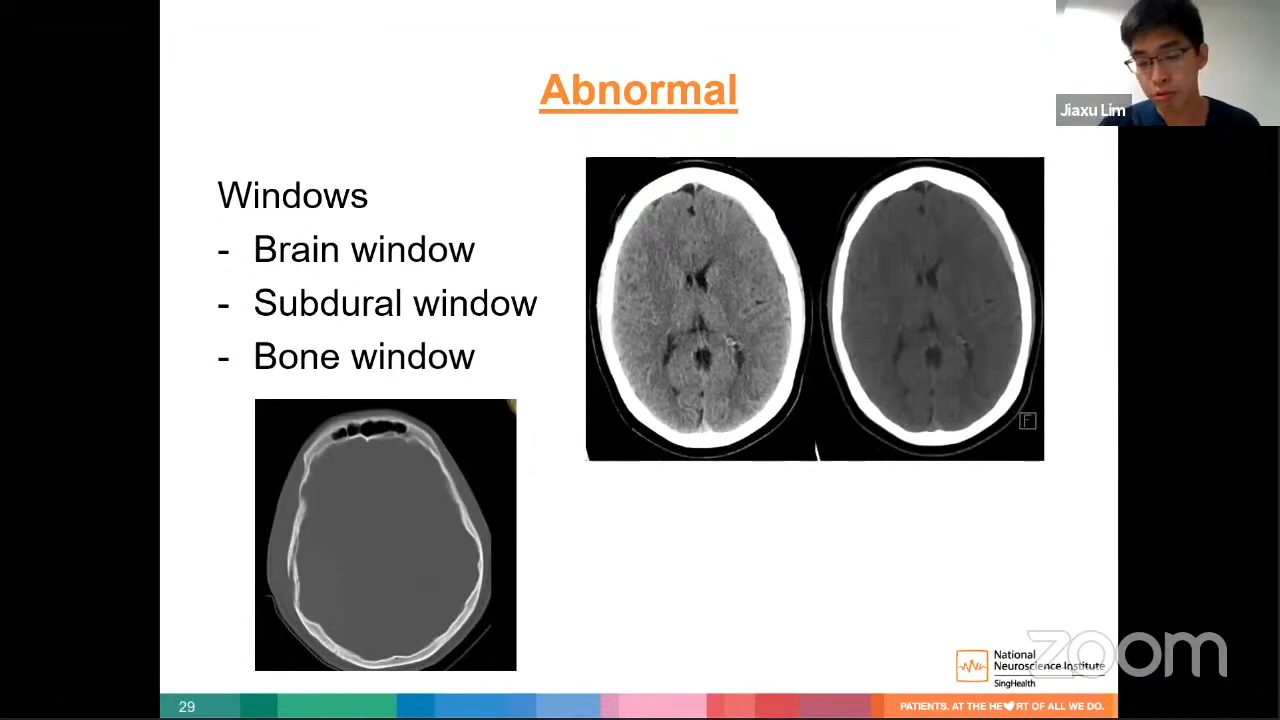 Abnormal
Jiaxu Lim
Windows
- Brain window
- Subdural window
- Bone window
F
zoom
National
Neuroscience Institute
SingHealth
29
PATIENTS. AT THE HE RT OF ALL WE DO.